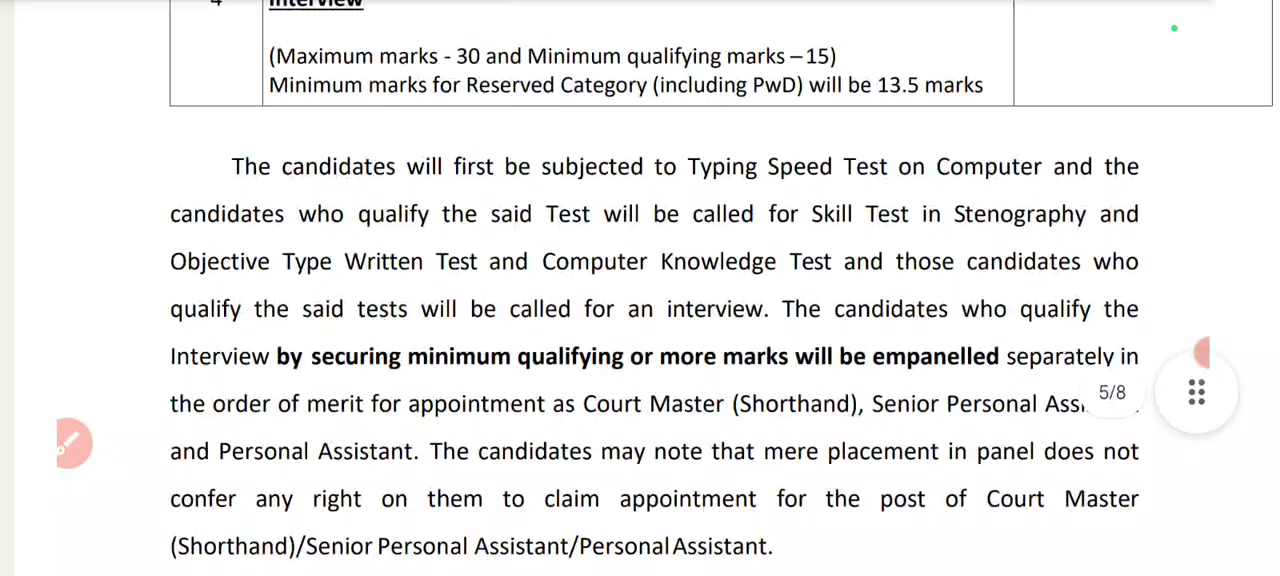 4 Interview
(Maximum marks - 30 and Minimum qualifying marks – 15)
Minimum marks for Reserved Category (including PwD) will be 13.5 marks
The candidates will first be subjected to Typing Speed Test on Computer and the
candidates who qualify the said Test will be called for Skill Test in Stenography and
Objective Type Written Test and Computer Knowledge Test and those candidates who
qualify the said tests will be called for an interview. The candidates who qualify the
Interview by securing minimum qualifying or more marks will be empanelled separately in
the order of merit for appointment as Court Master (Shorthand), Senior Personal
5/8
and Personal Assistant. The candidates may note that mere placement in panel does not
confer any right on them to claim appointment for the post of Court Master
(Shorthand)/Senior Personal Assistant/Personal Assistant.